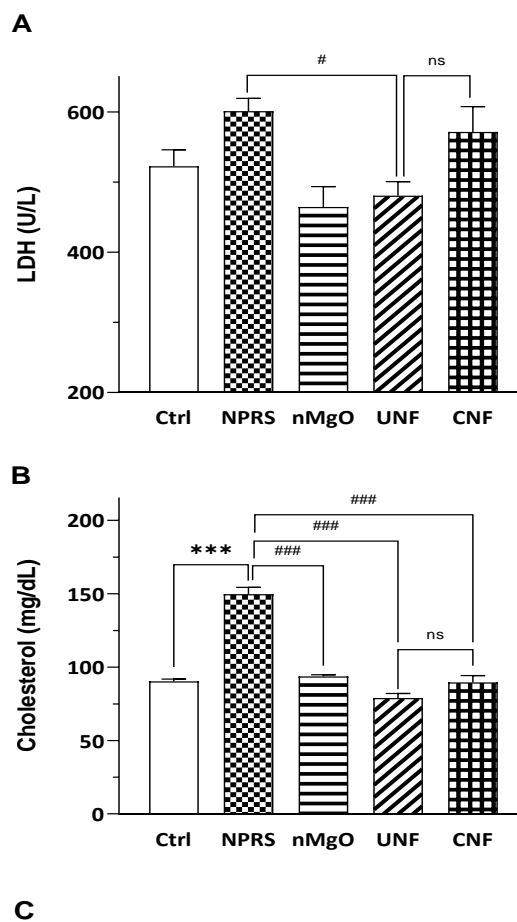 A
#
ns
600
400
200
LDH (U/L)
Ctrl NPRS nMgO UNF CNF
B
###
###
***
###
ns
200
150
100
50
0
Cholesterol (mg/dL)
Ctrl NPRS nMgO UNF CNF
C